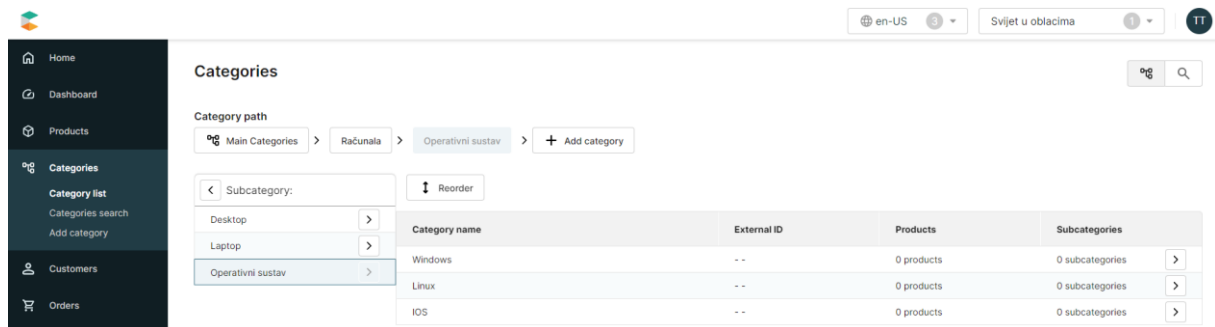 en-US 3 Svijet u oblacima 1 TT
Home
Dashboard
Products
Categories
Category list
Categories search
Add category
Customers
Orders
Categories
Category path
Main Categories > Računala > Operativni sustav > + Add category
Subcategory:
Desktop
Laptop
Operativni sustav
Reorder
Category name External ID Products Subcategories
Windows - - 0 products 0 subcategories
Linux - - 0 products 0 subcategories
IOS - - 0 products 0 subcategories